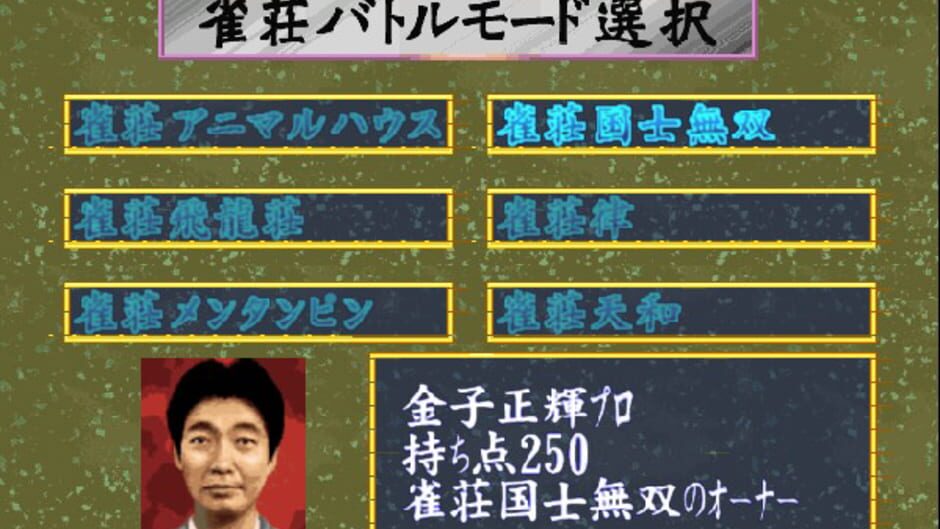 雀荘バトルモード選択
雀荘アニマルハウス
雀荘国士無双
雀荘飛龍荘
雀荘律
雀荘メンタンピン
雀荘天和
金子正輝プロ
持ち点250
雀荘国士無双のオーナー